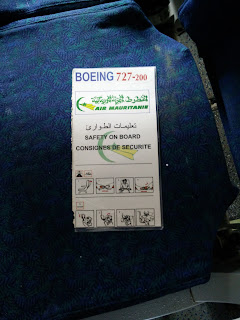 BOEING 727-200
الخطوط الجوية الموريتانية
AIR MAURITANIE
تعليمات الطوارئ
SAFETY ON BOARD
CONSIGNES DE SECURITE